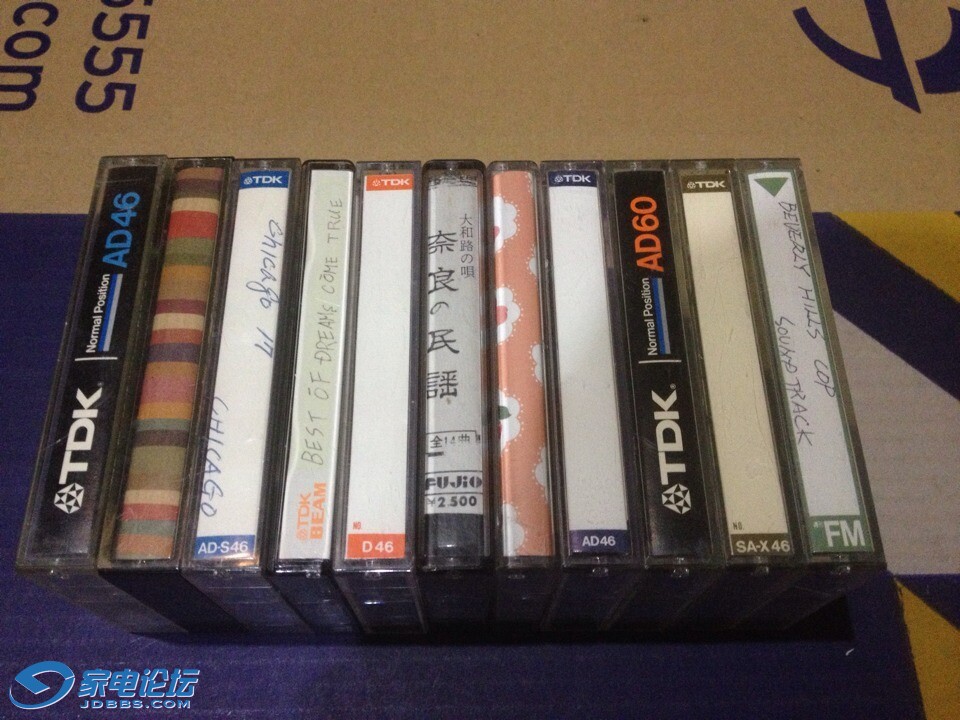 5555
com
TDK Normal Position AD46
TDK
Chicago 17
CHICAGO
AD-S46
BEST OF DREAMS COME TRUE
TDK
BEAM
TDK
NO.
D46
大和路の唄
奈良の民謡
全14曲
FUJiO
¥2.500
TDK
AD46
TDK Normal Position AD60
TDK
NO.
SA-X46
BEVERLY HILLS COP
SOUND TRACK
FM
家电论坛
JDBBS.COM